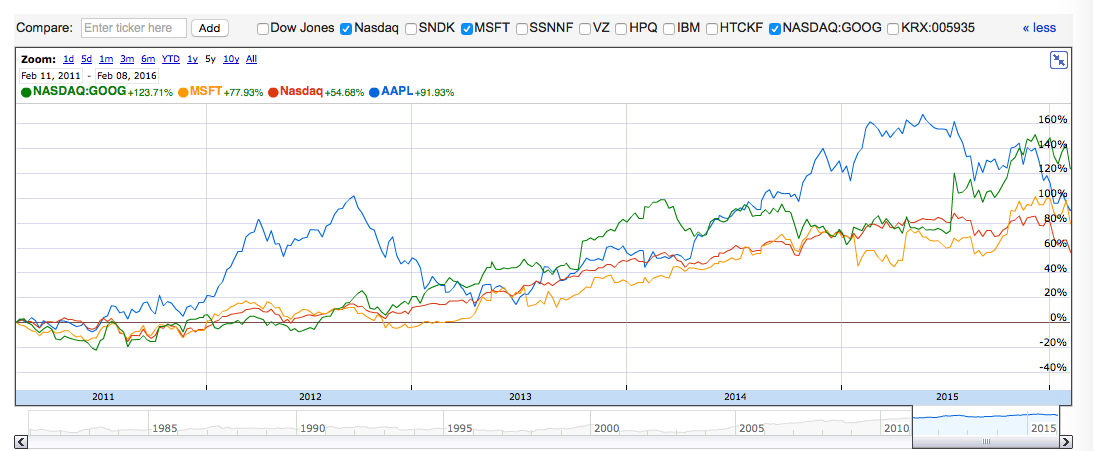 Compare: Enter ticker here Add Dow Jones Nasdaq SNDK MSFT SSNNF VZ HPQ IBM HTCKF NASDAQ:GOOG KRX:005935 « less
Zoom: 1d 5d 1m 3m 6m YTD 1y 5y 10y All
Feb 11, 2011 - Feb 08, 2016
NASDAQ:GOOG +123.71% MSFT +77.93% Nasdaq +54.68% AAPL +91.93%
160%
140%
120%
100%
80%
60%
40%
20%
0%
-20%
-40%
2011 2012 2013 2014 2015
1985 1990 1995 2000 2005 2010 2015